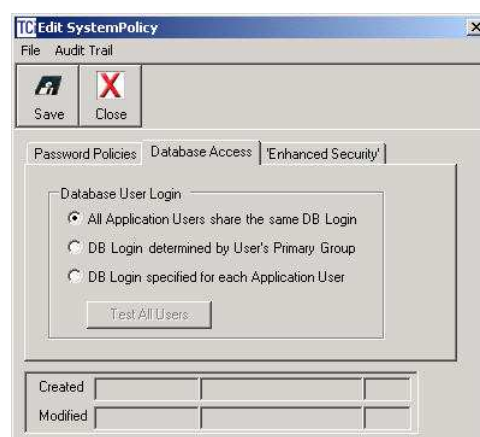 TC Edit SystemPolicy
File Audit Trail
Save Close
Password Policies Database Access 'Enhanced Security'
Database User Login
All Application Users share the same DB Login
DB Login determined by User's Primary Group
DB Login specified for each Application User
Test All Users
Created
Modified